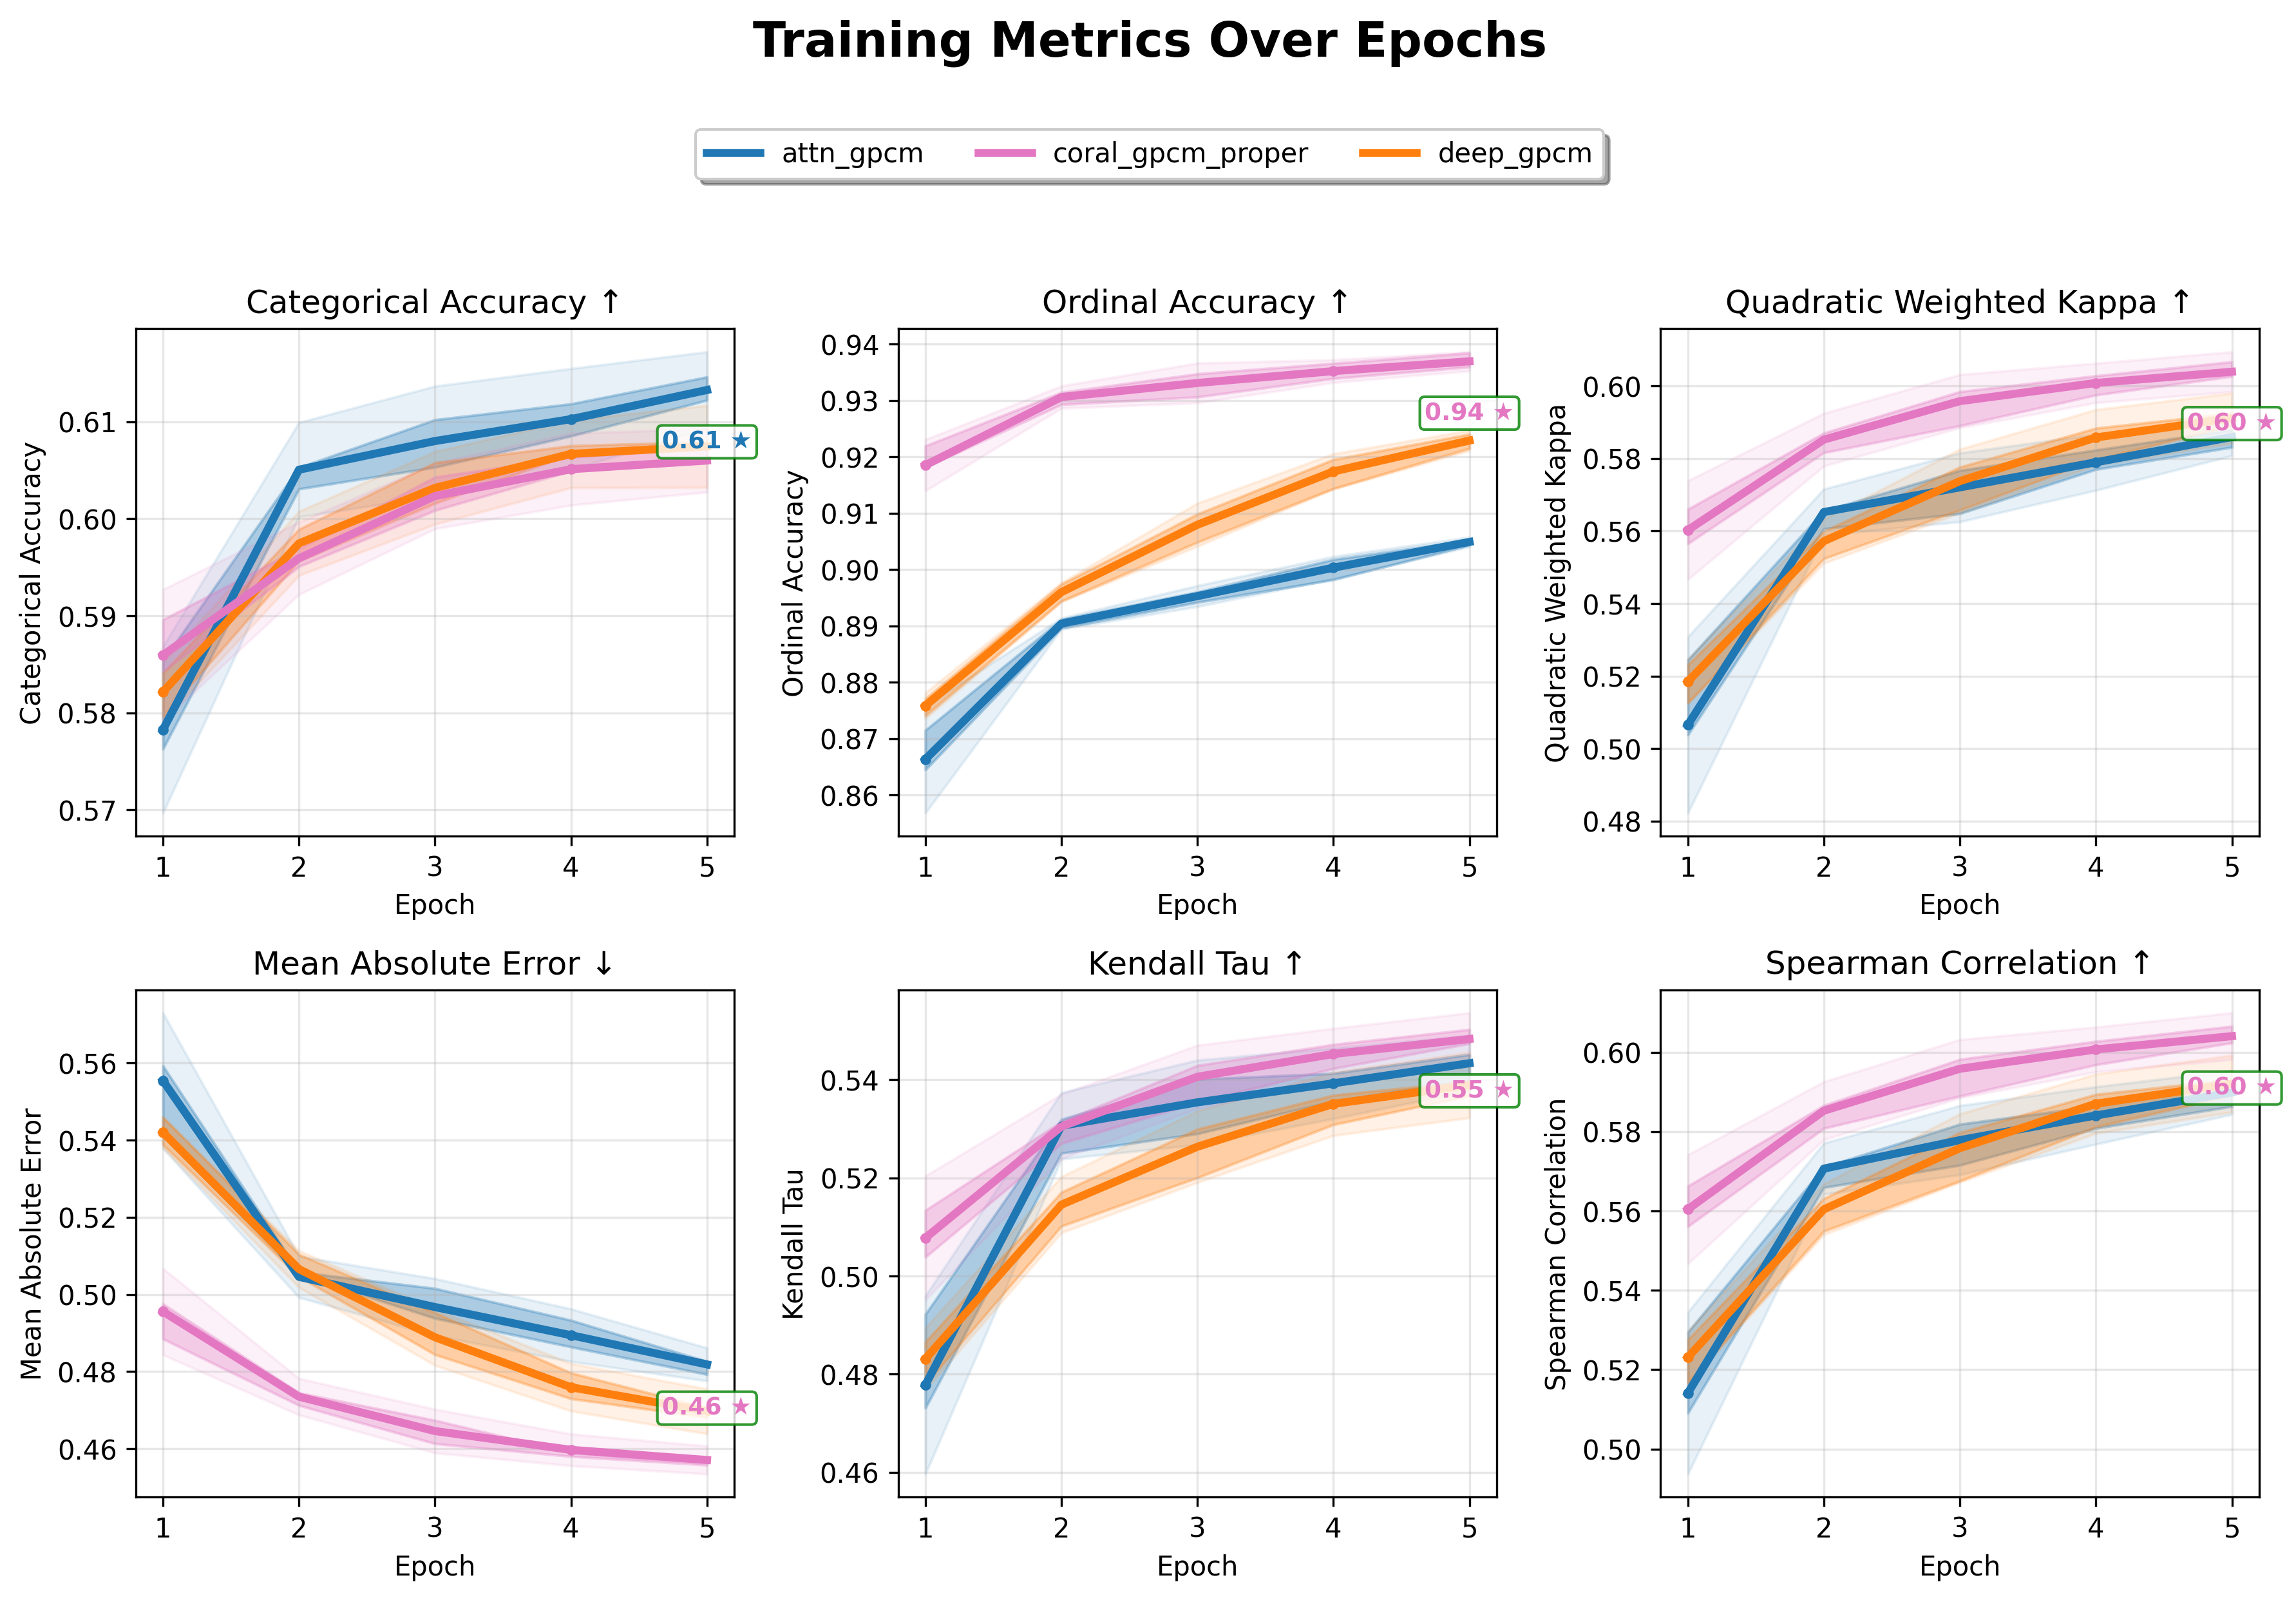 Training Metrics Over Epochs
attn_gpcm coral_gpcm_proper deep_gpcm
Categorical Accuracy ↑
Categorical Accuracy
0.61
0.60
0.59
0.58
0.57
0.61 ★
1 2 3 4 5
Epoch
Ordinal Accuracy ↑
Ordinal Accuracy
0.94
0.93
0.92
0.91
0.90
0.89
0.88
0.87
0.86
0.94 ★
1 2 3 4 5
Epoch
Quadratic Weighted Kappa ↑
Quadratic Weighted Kappa
0.60
0.58
0.56
0.54
0.52
0.50
0.48
0.60 ★
1 2 3 4 5
Epoch
Mean Absolute Error ↓
Mean Absolute Error
0.56
0.54
0.52
0.50
0.48
0.46
0.46 ★
1 2 3 4 5
Epoch
Kendall Tau ↑
Kendall Tau
0.54
0.52
0.50
0.48
0.46
0.55 ★
1 2 3 4 5
Epoch
Spearman Correlation ↑
Spearman Correlation
0.60
0.58
0.56
0.54
0.52
0.50
0.60 ★
1 2 3 4 5
Epoch